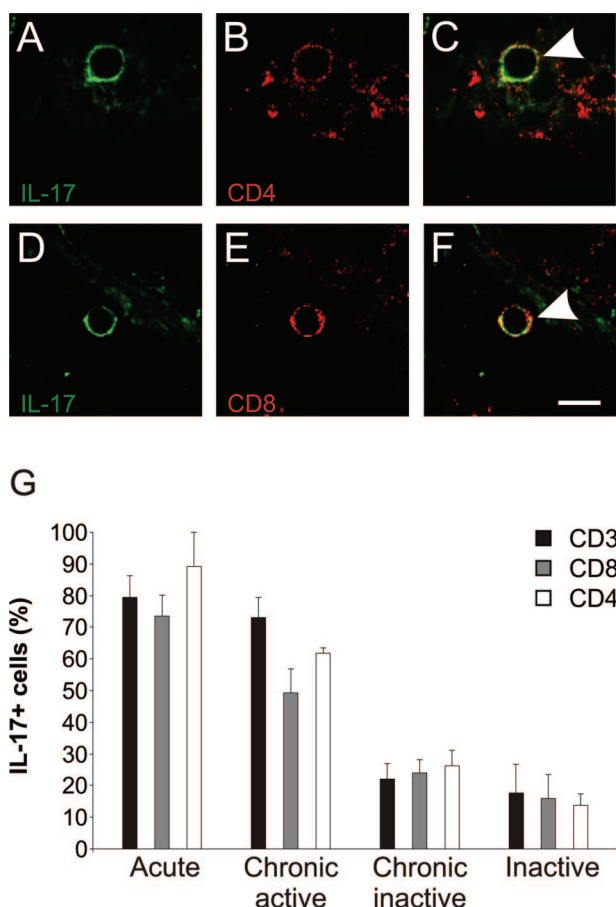 A
B
C
IL-17
CD4
D
E
F
IL-17
CD8
G
100
90
80
70
60
50
40
30
20
10
0
IL-17+ cells (%)
CD3
CD8
CD4
Acute
Chronic
active
Chronic
inactive
Inactive